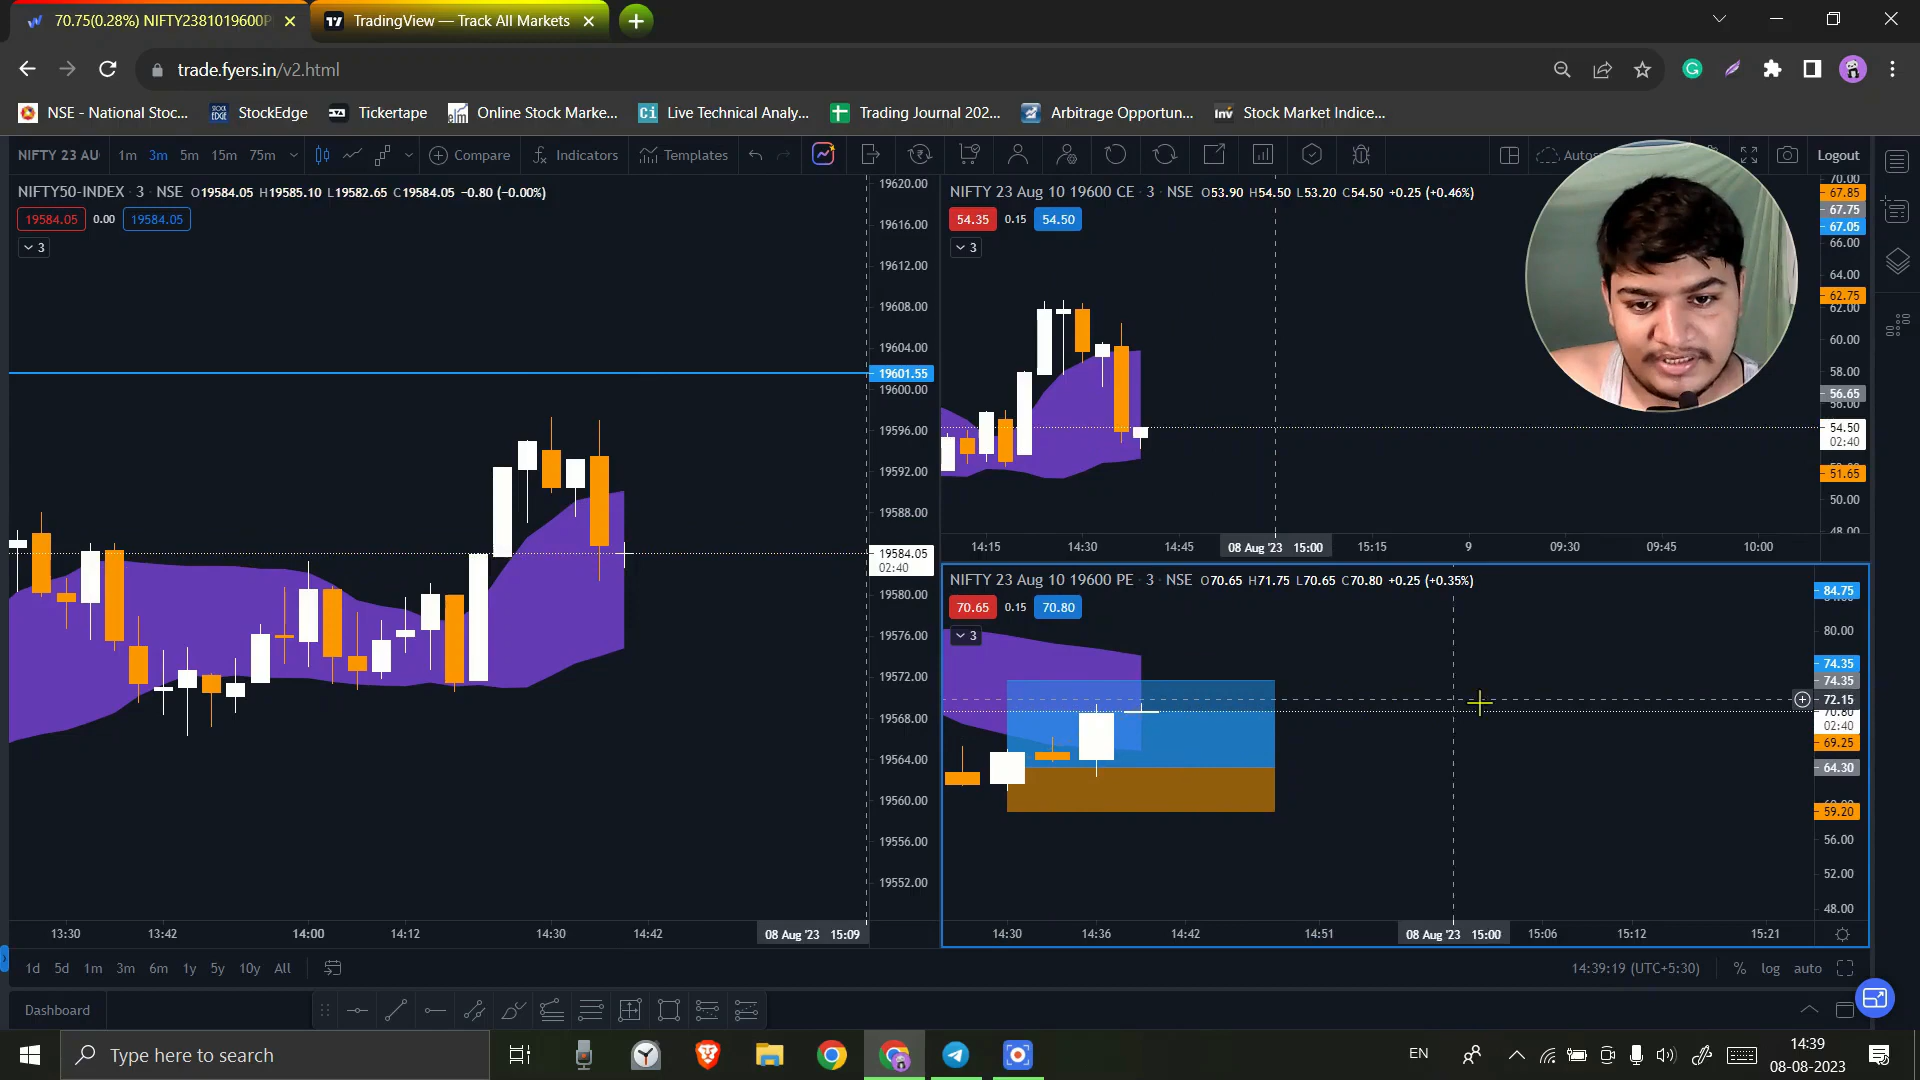 70.75(0.28%) NIFTY2381019600P
TradingView — Track All Markets
trade.fyers.in/v2.html
NSE - National Stoc...
StockEdge
Tickertape
Online Stock Marke...
Live Technical Analy...
Trading Journal 202...
Arbitrage Opportun...
Stock Market Indice...
NIFTY 23 AU
1m 3m 5m 15m 75m
Compare
Indicators
Templates
Autos
Logout
NIFTY50-INDEX · 3 · NSE O19584.05 H19585.10 L19582.65 C19584.05 −0.80 (−0.00%)
19584.05 0.00 19584.05
3
19620.00
19616.00
19612.00
19608.00
19604.00
19601.55
19600.00
19596.00
19592.00
19588.00
19584.05
02:40
19580.00
19576.00
19572.00
19568.00
19564.00
19560.00
19556.00
19552.00
13:30 13:42 14:00 14:12 14:30 14:42 08 Aug '23 15:09
NIFTY 23 Aug 10 19600 CE · 3 · NSE O53.90 H54.50 L53.20 C54.50 +0.25 (+0.46%)
54.35 0.15 54.50
3
70.00
67.85
67.75
67.05
66.00
64.00
62.75
62.00
60.00
58.00
56.65
56.00
54.50
02:40
51.65
50.00
48.00
14:15 14:30 14:45 08 Aug '23 15:00 15:15 9 09:30 09:45 10:00
NIFTY 23 Aug 10 19600 PE · 3 · NSE O70.65 H71.75 L70.65 C70.80 +0.25 (+0.35%)
70.65 0.15 70.80
3
84.75
80.00
74.35
74.35
72.15
70.80
02:40
69.25
64.30
59.20
56.00
52.00
48.00
14:30 14:36 14:42 14:51 08 Aug '23 15:00 15:06 15:12 15:21
1d 5d 1m 3m 6m 1y 5y 10y All
14:39:19 (UTC+5:30) % log auto
Dashboard
Type here to search
EN
14:39
08-08-2023